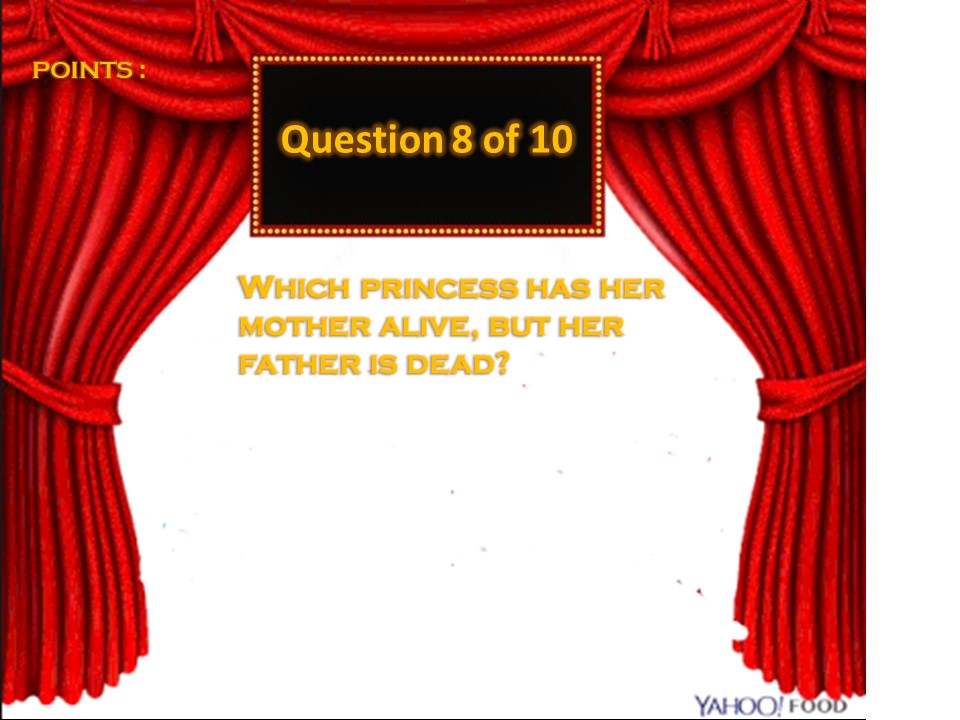 POINTS :
Question 8 of 10
Which princess has her
mother alive, but her
father is dead?
YAHOO! FOOD